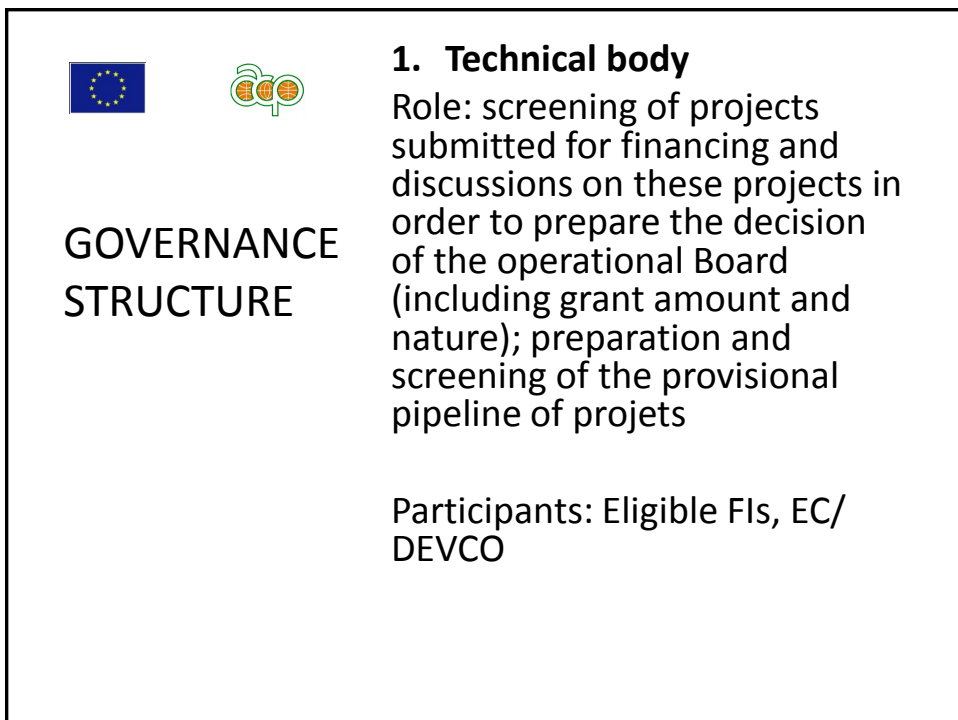 acp
GOVERNANCE
STRUCTURE
1. Technical body
Role: screening of projects
submitted for financing and
discussions on these projects in
order to prepare the decision
of the operational Board
(including grant amount and
nature); preparation and
screening of the provisional
pipeline of projets
Participants: Eligible FIs, EC/
DEVCO